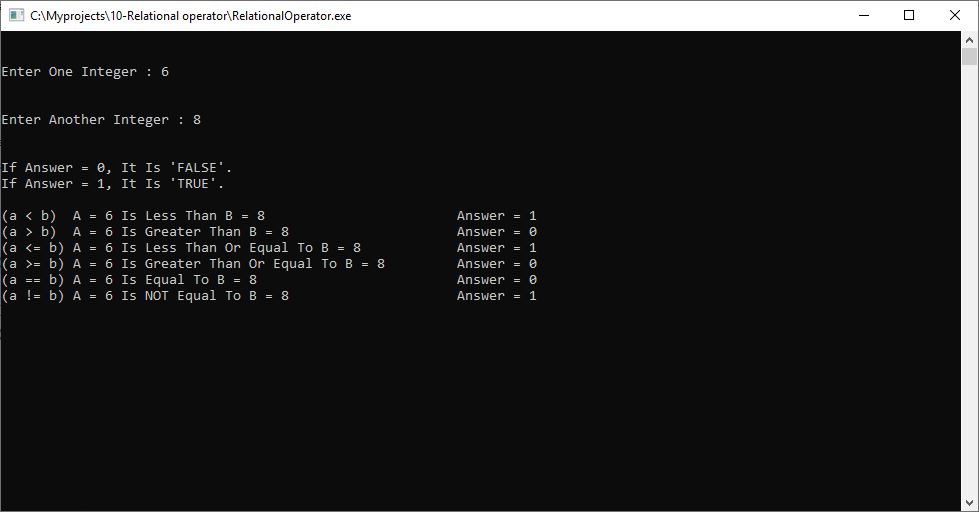 C:\Myprojects\10-Relational operator\RelationalOperator.exe
Enter One Integer : 6
Enter Another Integer : 8
If Answer = 0, It Is 'FALSE'.
If Answer = 1, It Is 'TRUE'.
(a < b)  A = 6 Is Less Than B = 8                        Answer = 1
(a > b)  A = 6 Is Greater Than B = 8                     Answer = 0
(a <= b) A = 6 Is Less Than Or Equal To B = 8            Answer = 1
(a >= b) A = 6 Is Greater Than Or Equal To B = 8         Answer = 0
(a == b) A = 6 Is Equal To B = 8                         Answer = 0
(a != b) A = 6 Is NOT Equal To B = 8                     Answer = 1